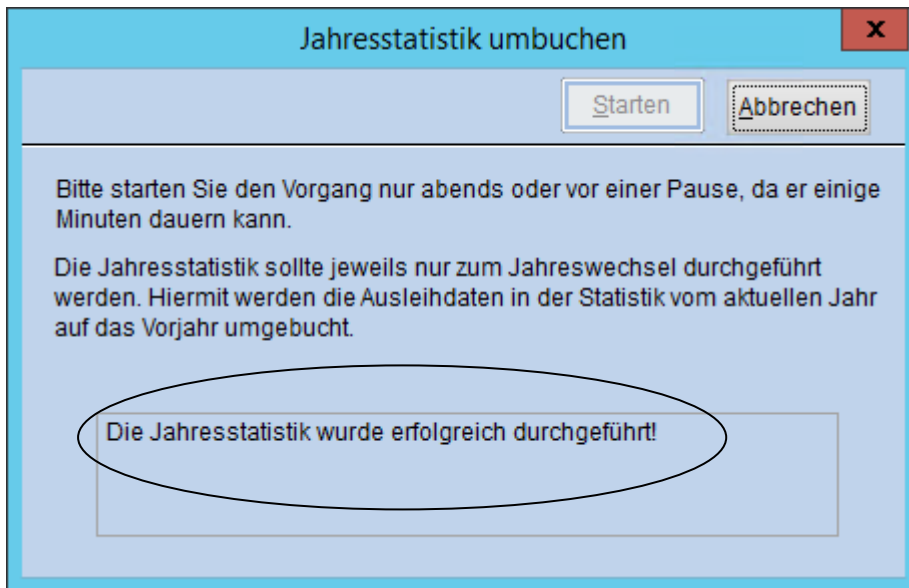 Jahresstatistik umbuchen
x
Starten
Abbrechen
Bitte starten Sie den Vorgang nur abends oder vor einer Pause, da er einige
Minuten dauern kann.
Die Jahresstatistik sollte jeweils nur zum Jahreswechsel durchgeführt
werden. Hiermit werden die Ausleihdaten in der Statistik vom aktuellen Jahr
auf das Vorjahr umgebucht.
Die Jahresstatistik wurde erfolgreich durchgeführt!